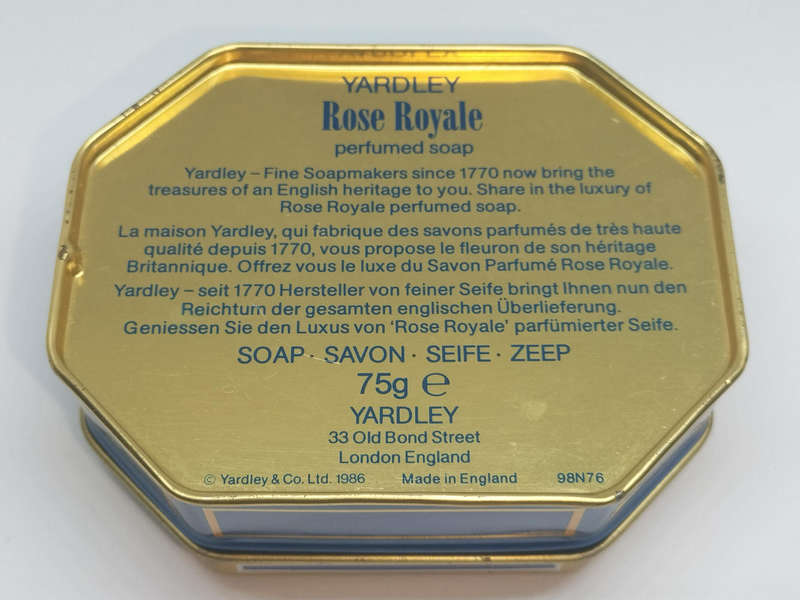 YARDLEY
Rose Royale
perfumed soap
Yardley – Fine Soapmakers since 1770 now bring the
treasures of an English heritage to you. Share in the luxury of
Rose Royale perfumed soap.
La maison Yardley, qui fabrique des savons parfumés de très haute
qualité depuis 1770, vous propose le fleuron de son héritage
Britannique. Offrez vous le luxe du Savon Parfumé Rose Royale.
Yardley – seit 1770 Hersteller von feiner Seife bringt Ihnen nun den
Reichtum der gesamten englischen Überlieferung.
Geniessen Sie den Luxus von 'Rose Royale' parfümierter Seife.
SOAP · SAVON · SEIFE · ZEEP
75g ℮
YARDLEY
33 Old Bond Street
London England
© Yardley & Co. Ltd. 1986 Made in England 98N76